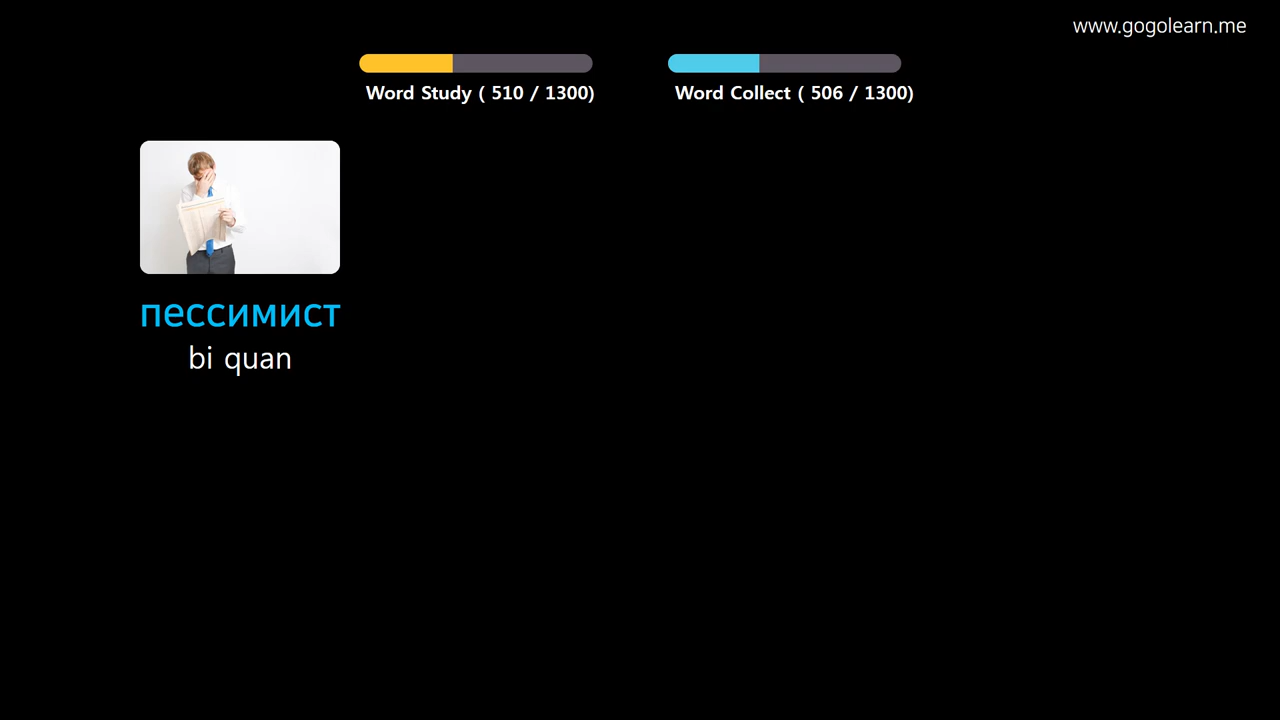 www.gogolearn.me
Word Study ( 510 / 1300)
Word Collect ( 506 / 1300)
пессимист
bi quan